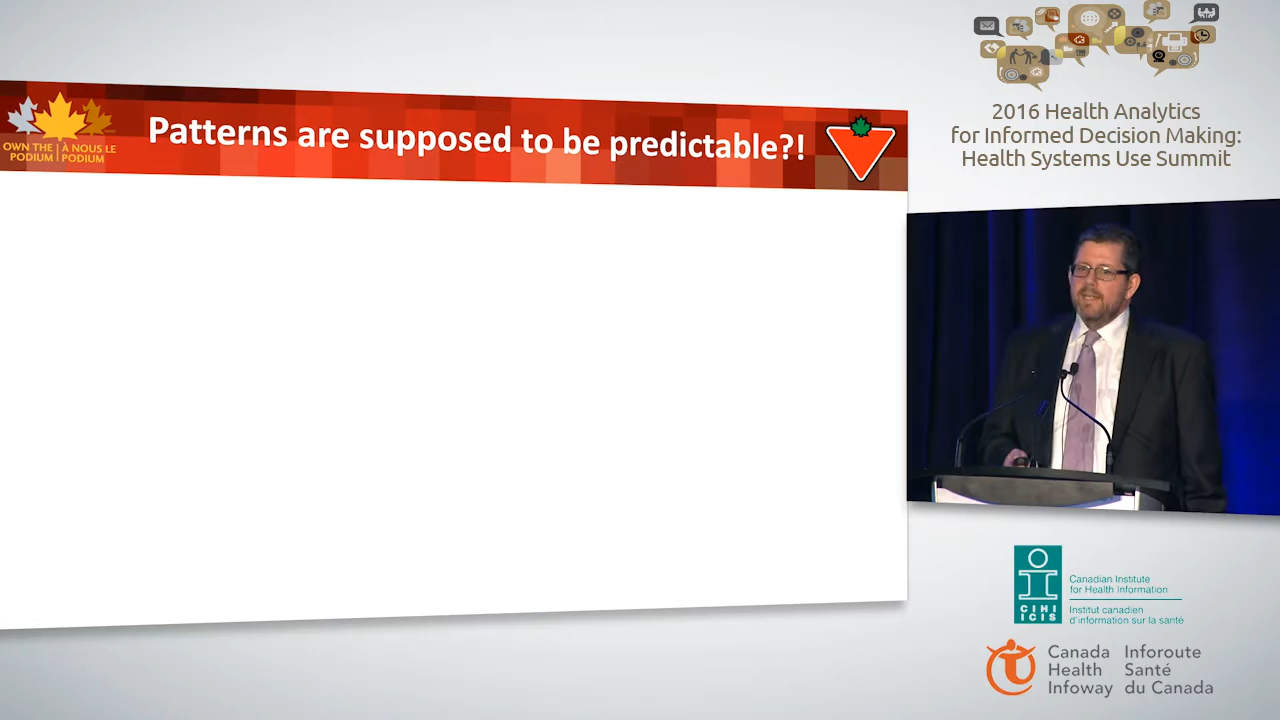 OWN THE PODIUM
À NOUS LE PODIUM
Patterns are supposed to be predictable?!
2016 Health Analytics
for Informed Decision Making:
Health Systems Use Summit
CIHI
ICIS
Canadian Institute
for Health Information
Institut canadien
d'information sur la santé
Canada
Health
Infoway
Inforoute
Santé
du Canada